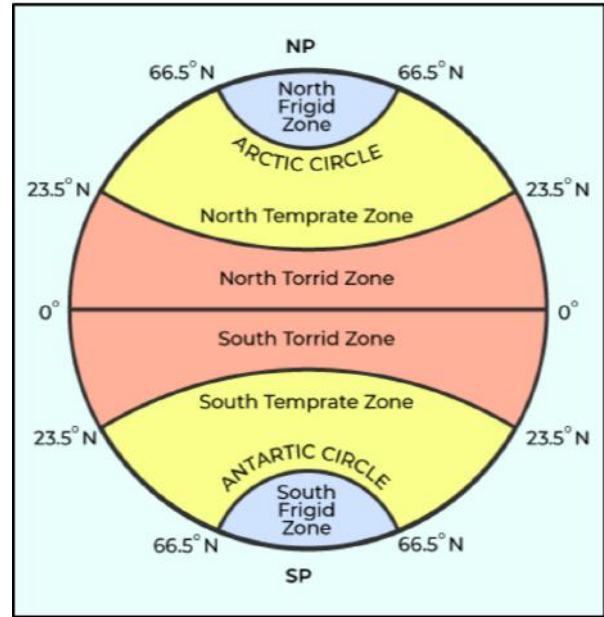 NP
66.5°N
66.5°N
North
Frigid
Zone
ARCTIC CIRCLE
23.5°N
23.5°N
North Temprate Zone
North Torrid Zone
0°
0°
South Torrid Zone
South Temprate Zone
23.5°N
23.5°N
ANTARTIC CIRCLE
South
Frigid
Zone
66.5°N
66.5°N
SP